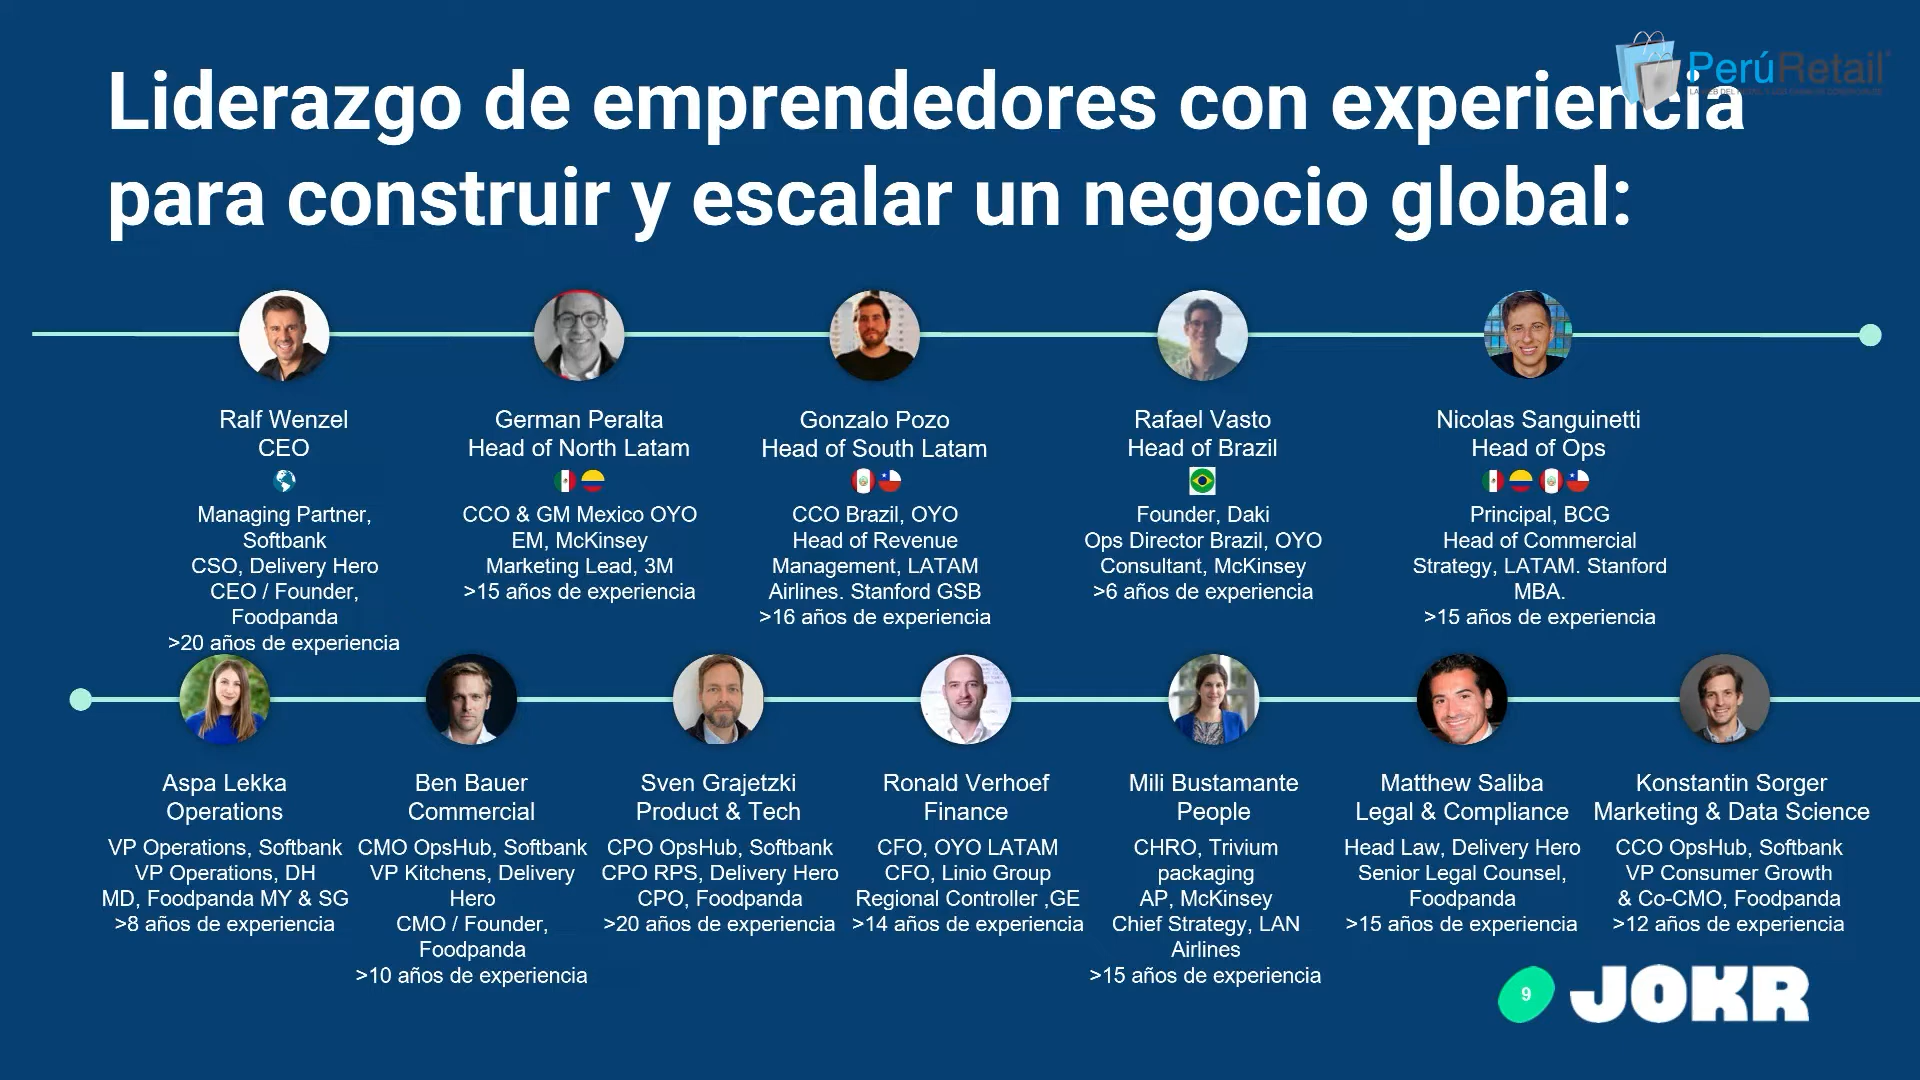 PerúRetail
Liderazgo de emprendedores con experiencia
para construir y escalar un negocio global:
Ralf Wenzel
CEO
Managing Partner,
Softbank
CSO, Delivery Hero
CEO / Founder,
Foodpanda
>20 años de experiencia
German Peralta
Head of North Latam
CCO & GM Mexico OYO
EM, McKinsey
Marketing Lead, 3M
>15 años de experiencia
Gonzalo Pozo
Head of South Latam
CCO Brazil, OYO
Head of Revenue
Management, LATAM
Airlines. Stanford GSB
>16 años de experiencia
Rafael Vasto
Head of Brazil
Founder, Daki
Ops Director Brazil, OYO
Consultant, McKinsey
>6 años de experiencia
Nicolas Sanguinetti
Head of Ops
Principal, BCG
Head of Commercial
Strategy, LATAM. Stanford
MBA.
>15 años de experiencia
Aspa Lekka
Operations
VP Operations, Softbank
VP Operations, DH
MD, Foodpanda MY & SG
>8 años de experiencia
Ben Bauer
Commercial
CMO OpsHub, Softbank
VP Kitchens, Delivery
Hero
CMO / Founder,
Foodpanda
>10 años de experiencia
Sven Grajetzki
Product & Tech
CPO OpsHub, Softbank
CPO RPS, Delivery Hero
CPO, Foodpanda
>20 años de experiencia
Ronald Verhoef
Finance
CFO, OYO LATAM
CFO, Linio Group
Regional Controller ,GE
>14 años de experiencia
Mili Bustamante
People
CHRO, Trivium
packaging
AP, McKinsey
Chief Strategy, LAN
Airlines
>15 años de experiencia
Matthew Saliba
Legal & Compliance
Head Law, Delivery Hero
Senior Legal Counsel,
Foodpanda
>15 años de experiencia
Konstantin Sorger
Marketing & Data Science
CCO OpsHub, Softbank
VP Consumer Growth
& Co-CMO, Foodpanda
>12 años de experiencia
9
JOKR